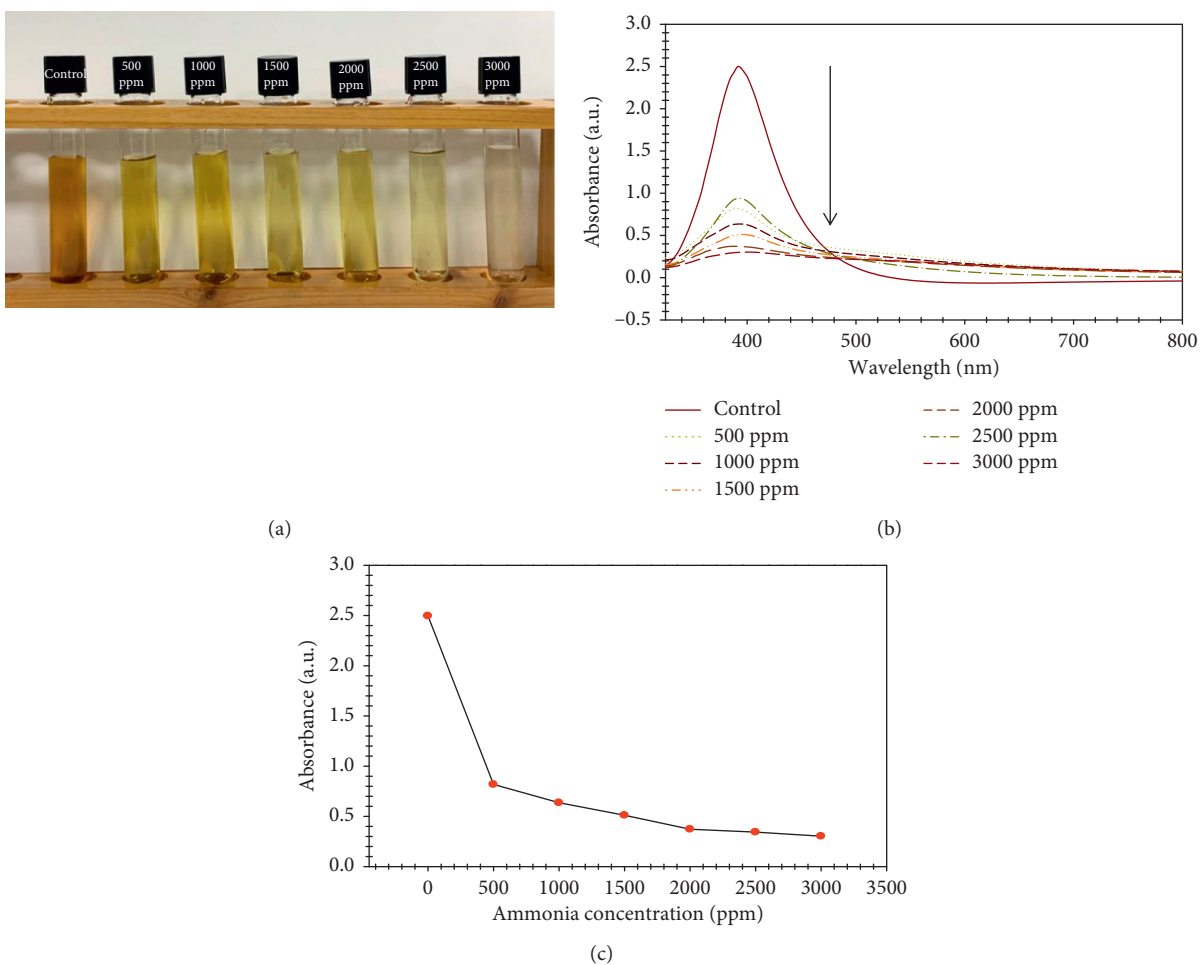 Control
500
ppm
1000
ppm
1500
ppm
2000
ppm
2500
ppm
3000
ppm
(a)
3.0
2.5
2.0
1.5
1.0
0.5
0.0
–0.5
Absorbance (a.u.)
400
500
600
700
800
Wavelength (nm)
Control
500 ppm
1000 ppm
1500 ppm
2000 ppm
2500 ppm
3000 ppm
(b)
3.0
2.5
2.0
1.5
1.0
0.5
0.0
Absorbance (a.u.)
0
500
1000
1500
2000
2500
3000
3500
Ammonia concentration (ppm)
(c)